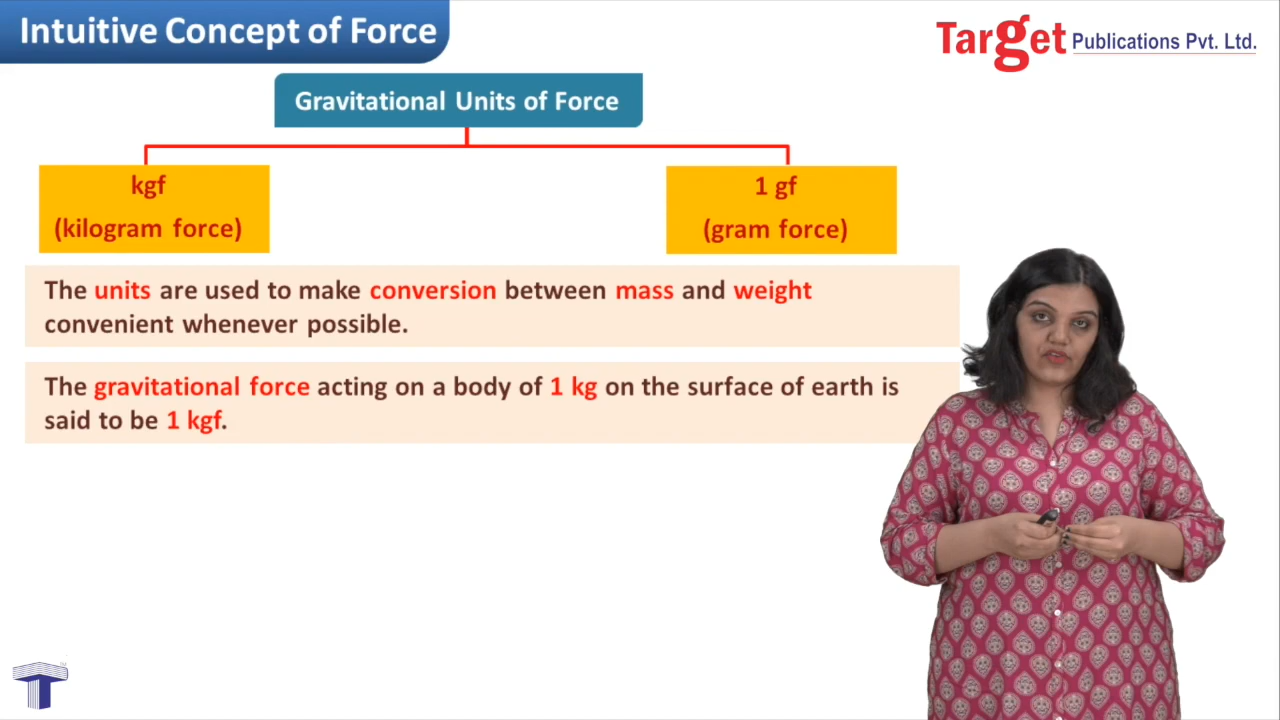 Intuitive Concept of Force
Target Publications Pvt. Ltd.
Gravitational Units of Force
kgf
(kilogram force)
1 gf
(gram force)
The units are used to make conversion between mass and weight
convenient whenever possible.
The gravitational force acting on a body of 1 kg on the surface of earth is
said to be 1 kgf.